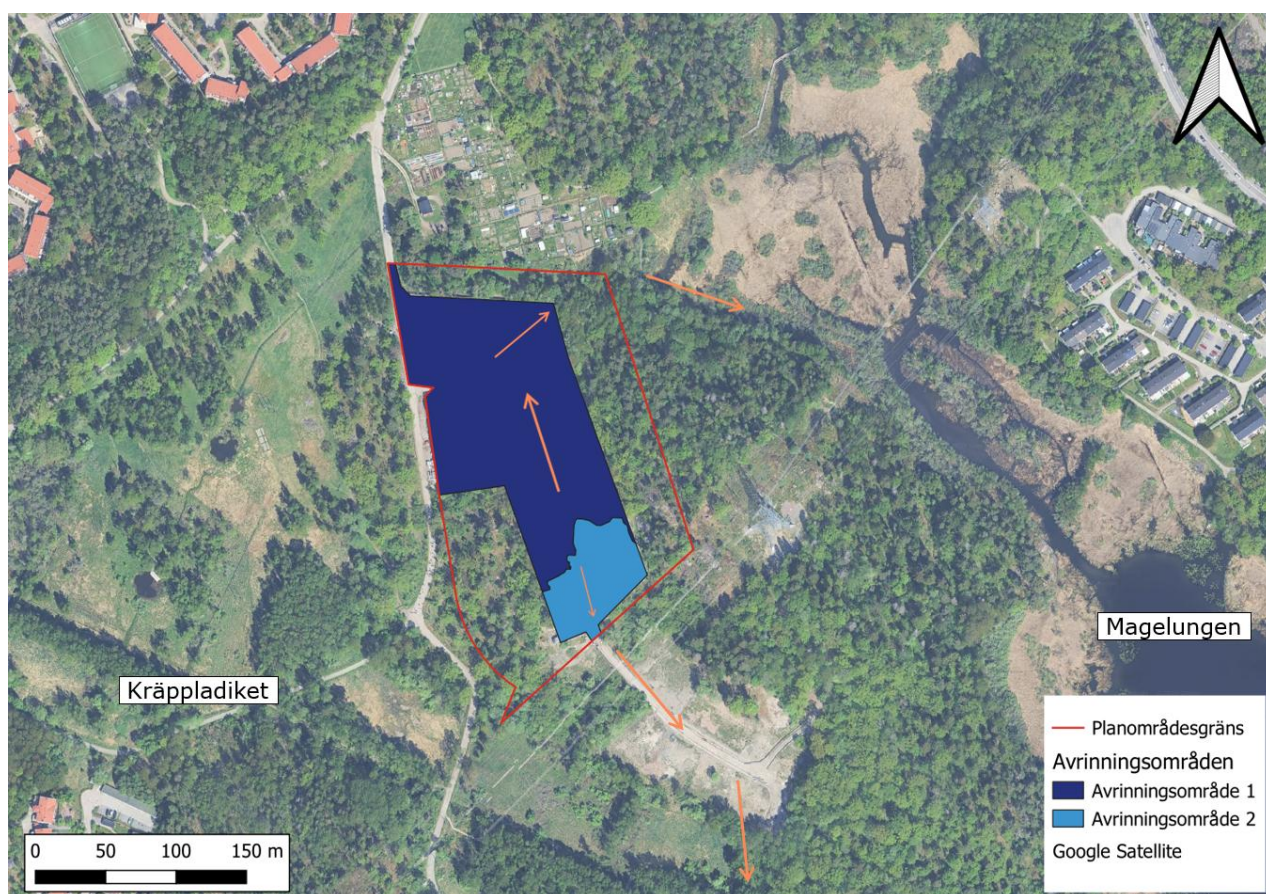 Magelungen
Kräppladiket
Planområdesgräns
Avrinningsområden
Avrinningsområde 1
Avrinningsområde 2
Google Satellite
0 50 100 150 m